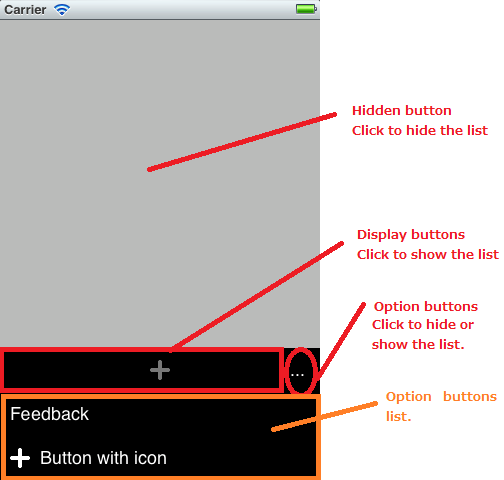 Carrier
Hidden button
Click to hide the list
Display buttons
Click to show the list
Option buttons
Click to hide or
show the list.
...
Option buttons
list.
Feedback
Button with icon